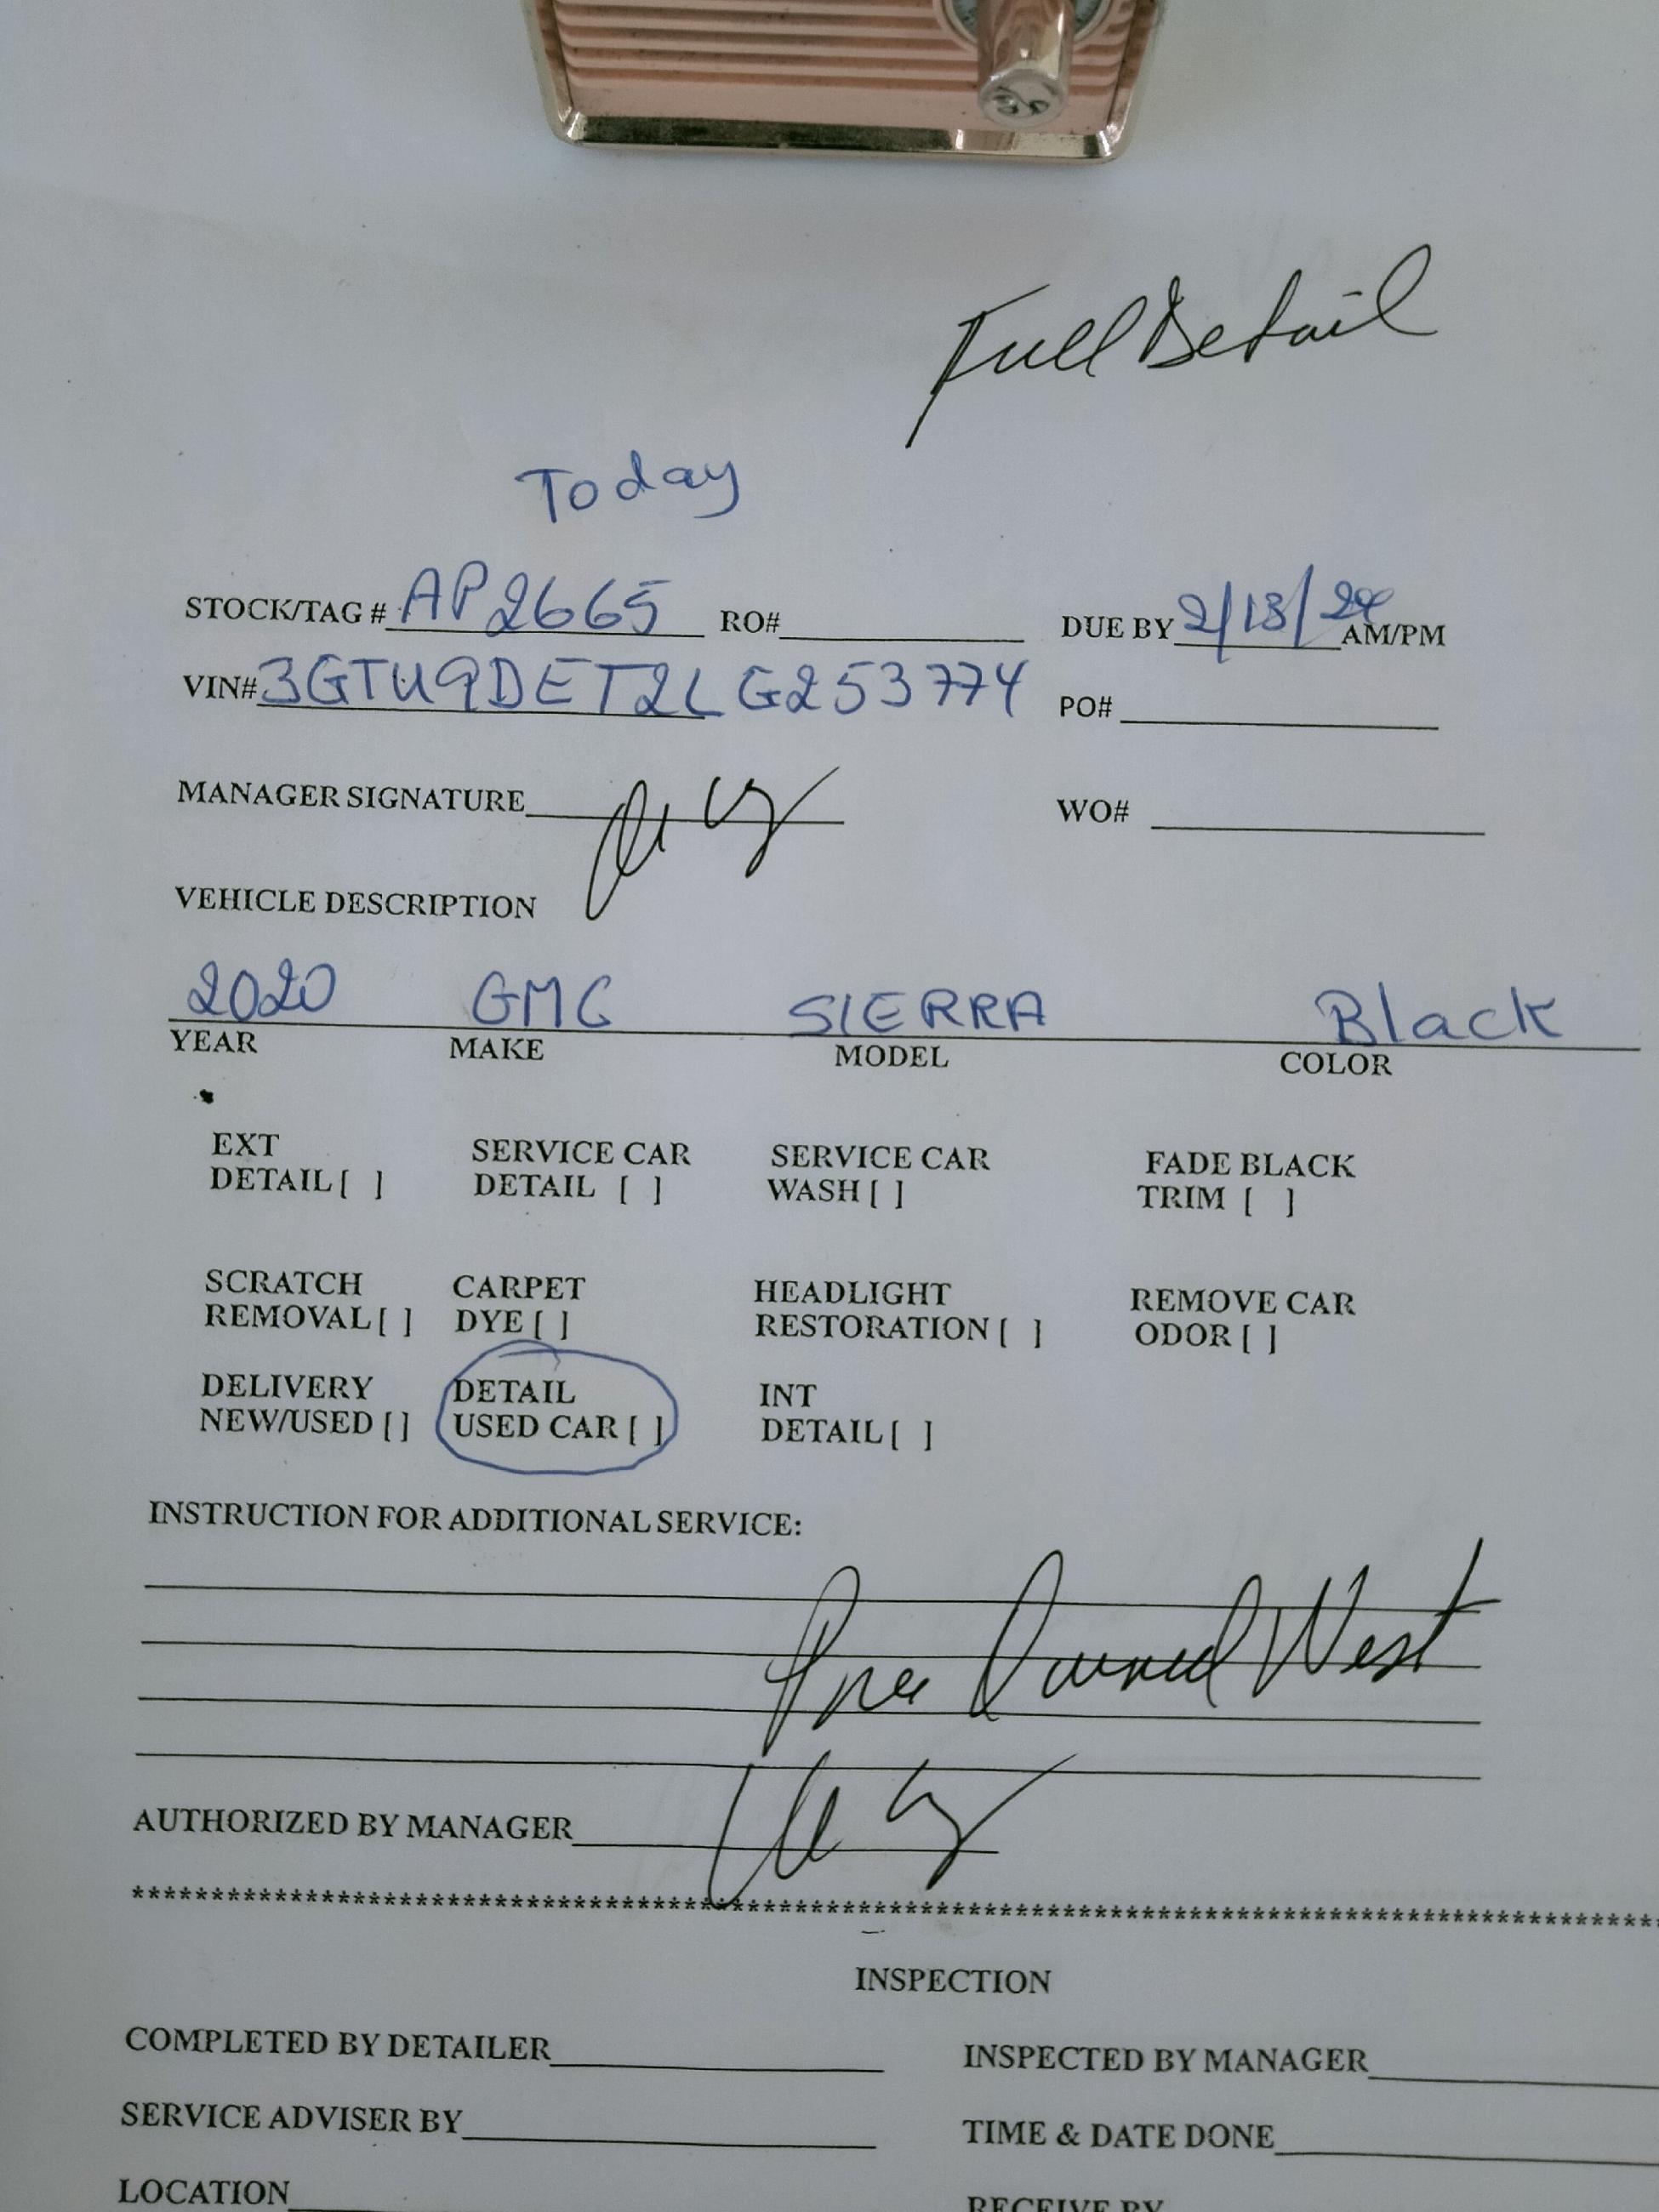 Full Detail
Today
STOCK/TAG # AP2665 RO# DUE BY 2/13/24 AM/PM
VIN# 3GTU9DET2LG253774 PO#
MANAGER SIGNATURE WO#
VEHICLE DESCRIPTION
2020 GMC SIERRA Black
YEAR MAKE MODEL COLOR
EXT SERVICE CAR SERVICE CAR FADE BLACK
DETAIL [ ] DETAIL [ ] WASH [ ] TRIM [ ]
SCRATCH CARPET HEADLIGHT REMOVE CAR
REMOVAL [ ] DYE [ ] RESTORATION [ ] ODOR [ ]
DELIVERY DETAIL INT
NEW/USED [ ] USED CAR [ ] DETAIL [ ]
INSTRUCTION FOR ADDITIONAL SERVICE:
Pree Owned West
AUTHORIZED BY MANAGER
INSPECTION
COMPLETED BY DETAILER INSPECTED BY MANAGER
SERVICE ADVISER BY TIME & DATE DONE
LOCATION RECEIVE BY